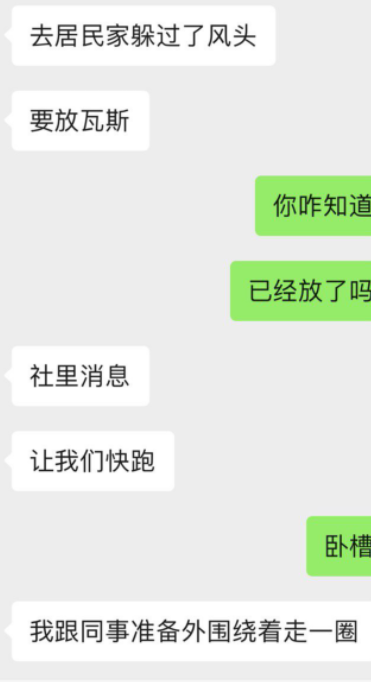 去居民家躲过了风头
要放瓦斯
你咋知道
已经放了吗
社里消息
让我们快跑
卧槽
我跟同事准备外围绕着走一圈